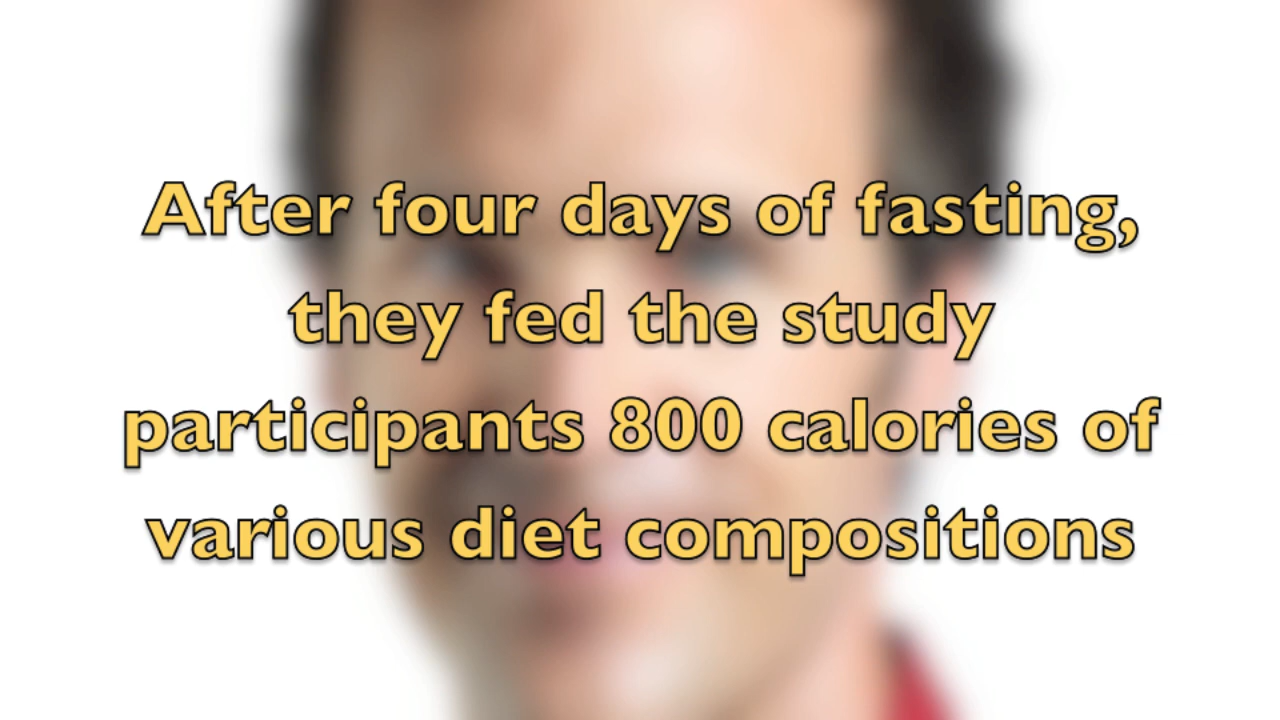 After four days of fasting,
they fed the study
participants 800 calories of
various diet compositions